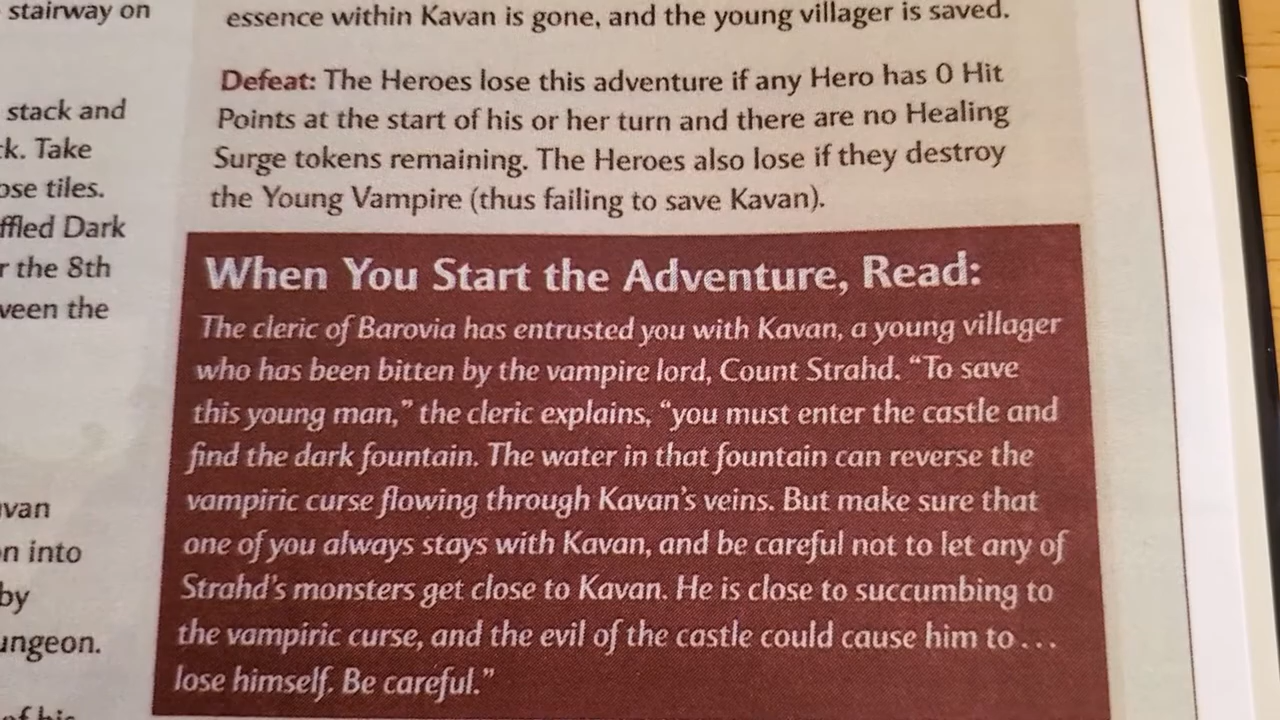 stairway on
stack and
Take
tiles.
Dark
the 8th
the
into
by
essence within Kavan is gone, and the young villager is saved.
Defeat: The Heroes lose this adventure if any Hero has 0 Hit
Points at the start of his or her turn and there are no Healing
Surge tokens remaining. The Heroes also lose if they destroy
the Young Vampire (thus failing to save Kavan).
When You Start the Adventure, Read:
The cleric of Barovia has entrusted you with Kavan, a young villager
who has been bitten by the vampire lord, Count Strahd. “To save
this young man,” the cleric explains, “you must enter the castle and
find the dark fountain. The water in that fountain can reverse the
vampiric curse flowing through Kavan’s veins. But make sure that
one of you always stays with Kavan, and be careful not to let any of
Strahd’s monsters get close to Kavan. He is close to succumbing to
the vampiric curse, and the evil of the castle could cause him to…
lose himself. Be careful.”